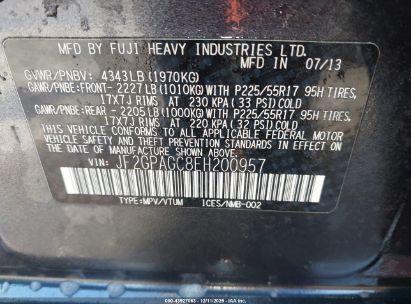 MFD. BY FUJI HEAVY INDUSTRIES LTD.
GVWR/PNBV: 4343LB (1970KG) MFD IN 07/13
GAWR/PNBE:FRONT- 2227LB (1010KG) WITH P225/55R17 95H TIRES,
17X7J RIMS AT 230 KPA (33 PSI) COLD
GAWR/PNBE:REAR - 2205LB (1000KG) WITH P225/55R17 95H TIRES,
17X7J RIMS AT 220 KPA (32 PSI) COLD
THIS VEHICLE CONFORMS TO ALL APPLICABLE FEDERAL MOTOR
VEHICLE SAFETY AND THEFT PREVENTION STANDARDS IN EFFECT
ON THE DATE OF MANUFACTURE SHOWN ABOVE.
VIN: JF2GPAGC8EH200957
TYPE:MPV/VTUM ICES/NMB-002